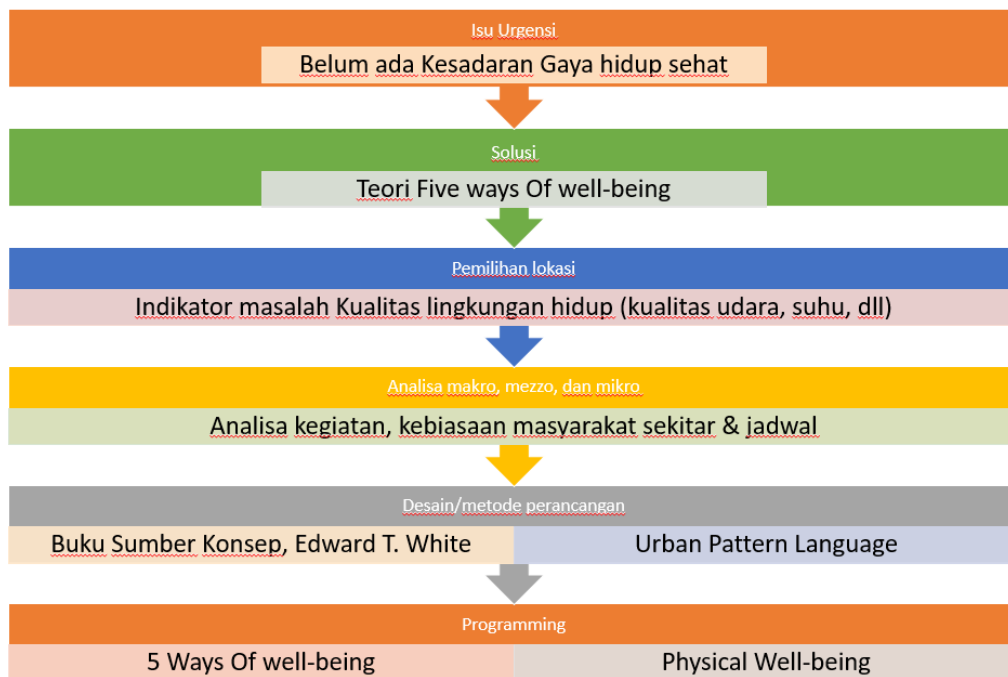 Isu Urgensi
Belum ada Kesadaran Gaya hidup sehat
Solusi
Teori Five ways Of well-being
Pemilihan lokasi
Indikator masalah Kualitas lingkungan hidup (kualitas udara, suhu, dll)
Analisa makro, mezzo, dan mikro
Analisa kegiatan, kebiasaan masyarakat sekitar & jadwal
Desain/metode perancangan
Buku Sumber Konsep, Edward T. White
Urban Pattern Language
Programming
5 Ways Of well-being
Physical Well-being